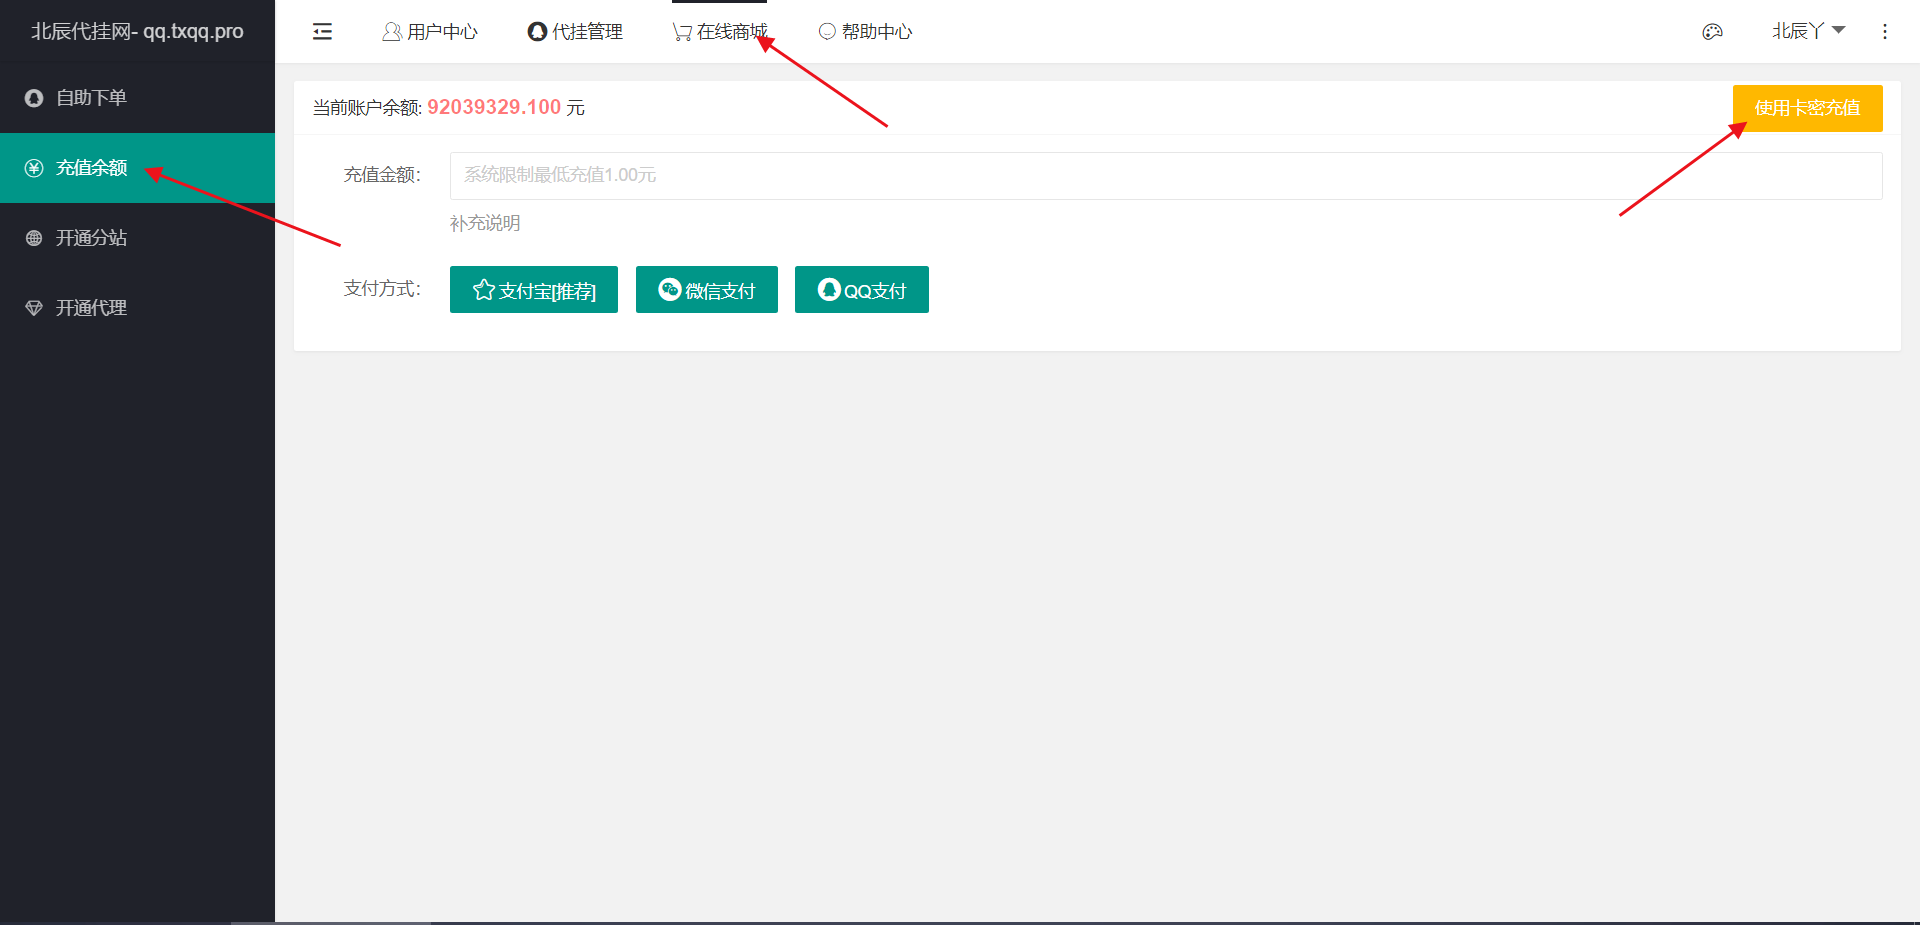 北辰代挂网- qq.txqq.pro
用户中心
代挂管理
在线商城
帮助中心
北辰丫
自助下单
充值余额
开通分站
开通代理
当前账户余额: 92039329.100 元
使用卡密充值
充值金额：
系统限制最低充值1.00元
补充说明
支付方式：
支付宝[推荐]
微信支付
QQ支付